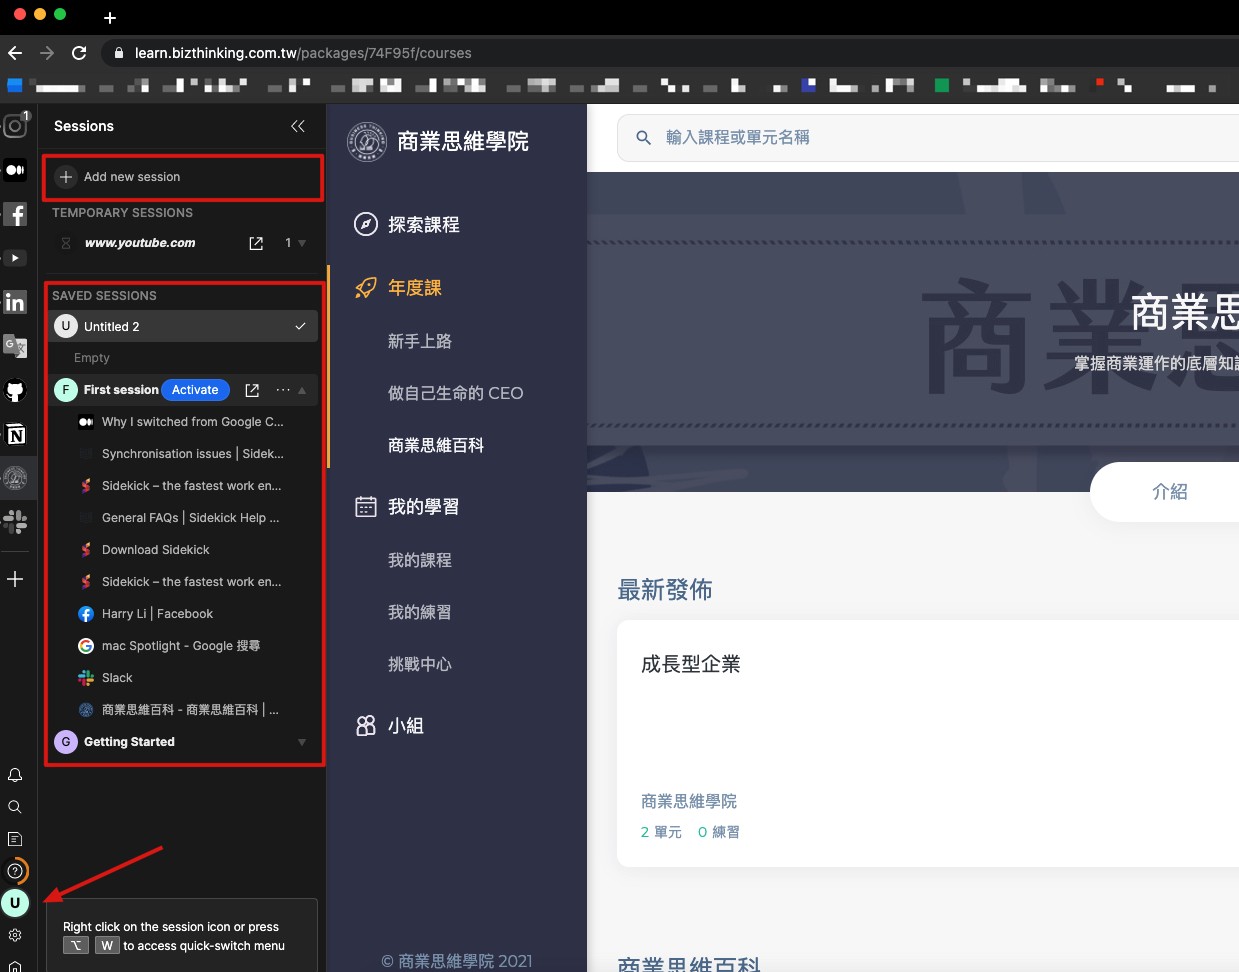 learn.bizthinking.com.tw/packages/74F95f/courses
1
Sessions
Add new session
TEMPORARY SESSIONS
www.youtube.com
1
SAVED SESSIONS
U
Untitled 2
Empty
F
First session
Activate
Why I switched from Google C...
Synchronisation issues | Sidek...
Sidekick – the fastest work en...
General FAQs | Sidekick Help ...
Download Sidekick
Sidekick – the fastest work en...
Harry Li | Facebook
mac Spotlight - Google 搜尋
Slack
商業思維百科 - 商業思維百科 | ...
G
Getting Started
U
Right click on the session icon or press
⌥ W to access quick-switch menu
商業思維學院
探索課程
年度課
新手上路
做自己生命的 CEO
商業思維百科
我的學習
我的課程
我的練習
挑戰中心
小組
© 商業思維學院 2021
輸入課程或單元名稱
商業思
商業思
掌握商業運作的底層知識
介紹
最新發佈
成長型企業
商業思維學院
2 單元 0 練習
商業思維百科